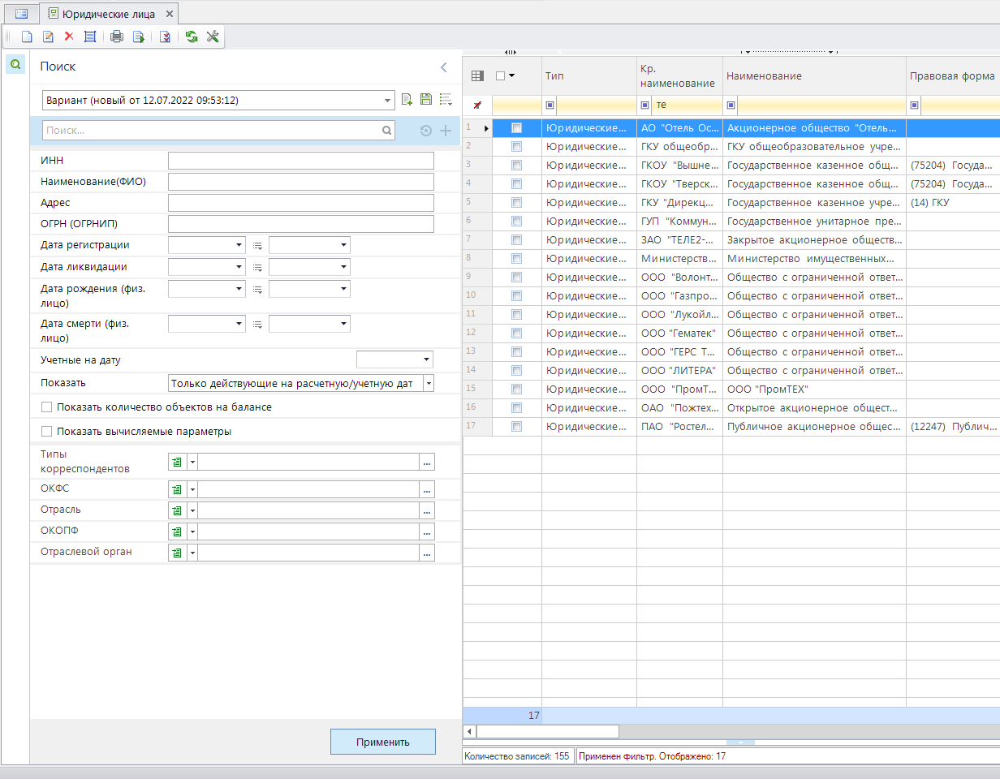 Юридические лица
Поиск
Вариант (новый от 12.07.2022 09:53:12)
Поиск...
ИНН
Наименование(ФИО)
Адрес
ОГРН (ОГРНИП)
Дата регистрации
Дата ликвидации
Дата рождения (физ.
лицо)
Дата смерти (физ.
лицо)
Учетные на дату
Показать
Только действующие на расчетную/учетную дат
Показать количество объектов на балансе
Показать вычисляемые параметры
Типы
корреспондентов
...
ОКФС
...
Отрасль
...
ОКОПФ
...
Отраслевой орган
...
Применить
Тип
Кр.
наименование
Наименование
Правовая форма
те
1 Юридические... АО "Отель Ос... Акционерное общество "Отель...
2 Юридические... ГКУ общеобр... ГКУ общеобразовательное учре...
3 Юридические... ГКОУ "Вышне... Государственное казенное общ... (75204) Госуда...
4 Юридические... ГКОУ "Тверск... Государственное казенное общ... (75204) Госуда...
5 Юридические... ГКУ "Дирекц... Государственное казенное учре... (14) ГКУ
6 Юридические... ГУП "Коммун... Государственное унитарное пре...
7 Юридические... ЗАО "ТЕЛЕ2-... Закрытое акционерное обществ...
8 Юридические... Министерств... Министерство имущественных...
9 Юридические... ООО "Волонт... Общество с ограниченной ответ...
10 Юридические... ООО "Газпро... Общество с ограниченной ответ...
11 Юридические... ООО "Лукойл... Общество с ограниченной ответ...
12 Юридические... ООО "Гематек" Общество с ограниченной ответ...
13 Юридические... ООО "ГЕРС Т... Общество с ограниченной ответ...
14 Юридические... ООО "ЛИТЕРА" Общество с ограниченной ответ...
15 Юридические... ООО "ПромТ... ООО "ПромТЕХ"
16 Юридические... ОАО "Пожтех... Открытое акционерное общест...
17 Юридические... ПАО "Ростел... Публичное акционерное общес... (12247) Публич...
17
Количество записей: 155
Применен фильтр. Отображено: 17